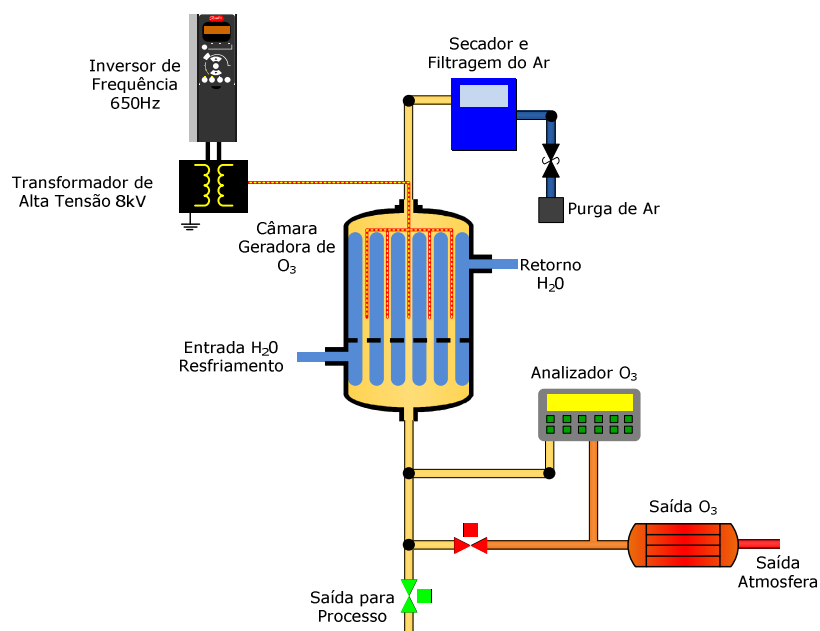 Secador e
Filtragem do Ar
Inversor de
Frequência
650Hz
Transformador de
Alta Tensão 8kV
Purga de Ar
Câmara
Geradora de
O₃
Retorno
H₂0
Entrada H₂0
Resfriamento
Analizador O₃
Saída O₃
Saída
Atmosfera
Saída para
Processo